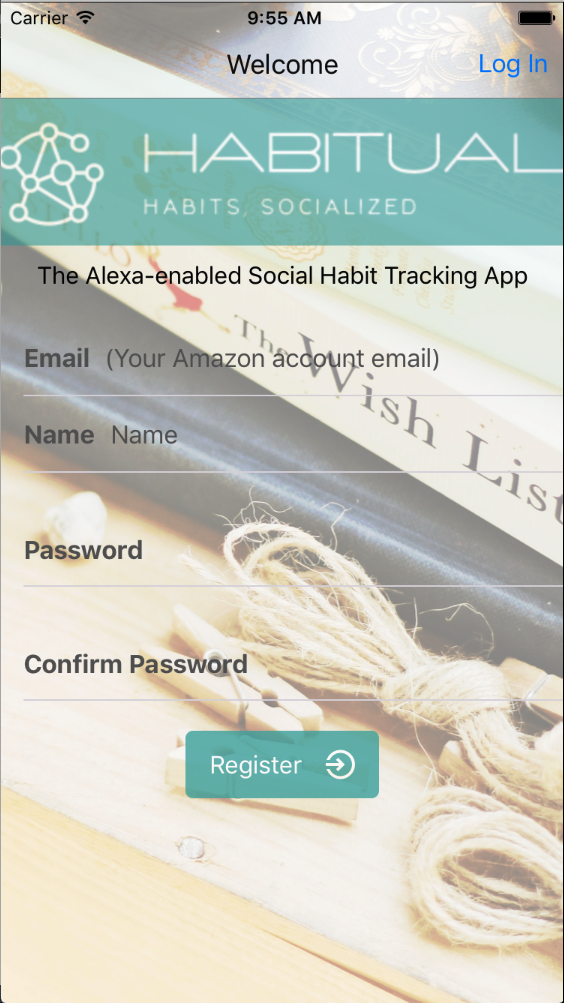 Carrier 9:55 AM
Welcome Log In
HABITUAL
HABITS, SOCIALIZED
The Alexa-enabled Social Habit Tracking App
Email (Your Amazon account email)
The Wish List
Name Name
Password
Confirm Password
Register